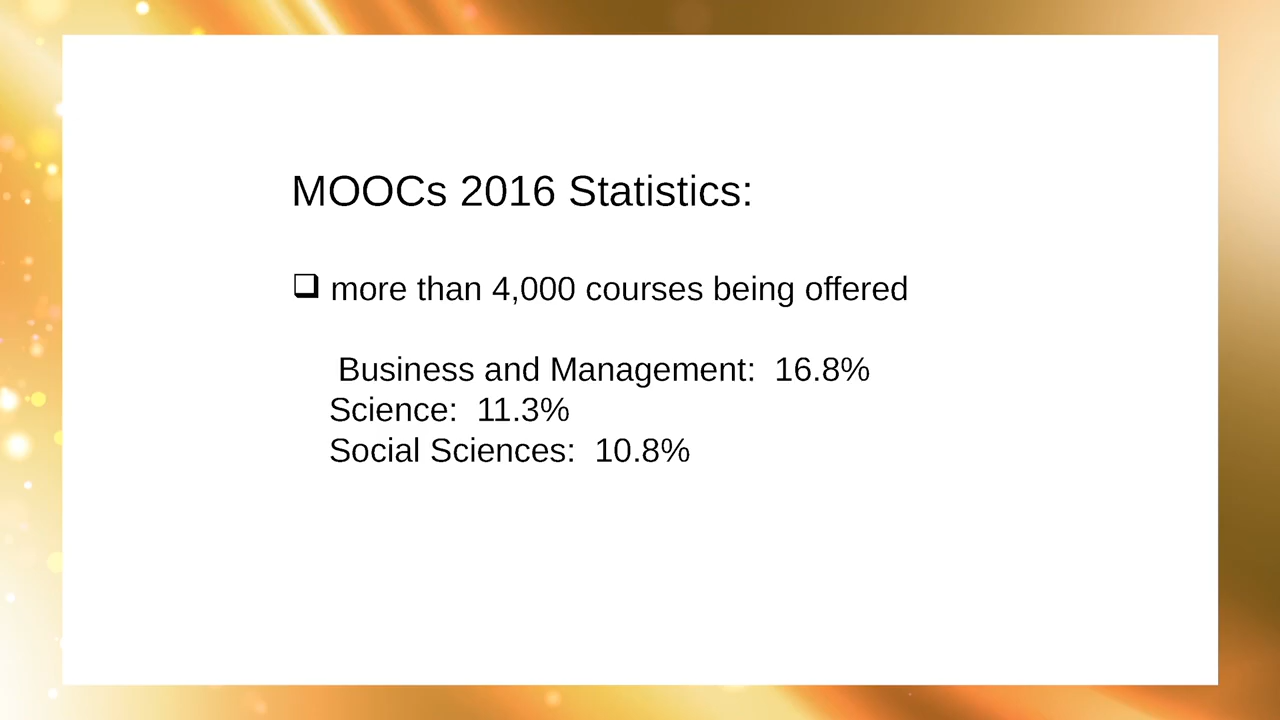 MOOCs 2016 Statistics:
❑ more than 4,000 courses being offered
Business and Management:  16.8%
Science:  11.3%
Social Sciences:  10.8%